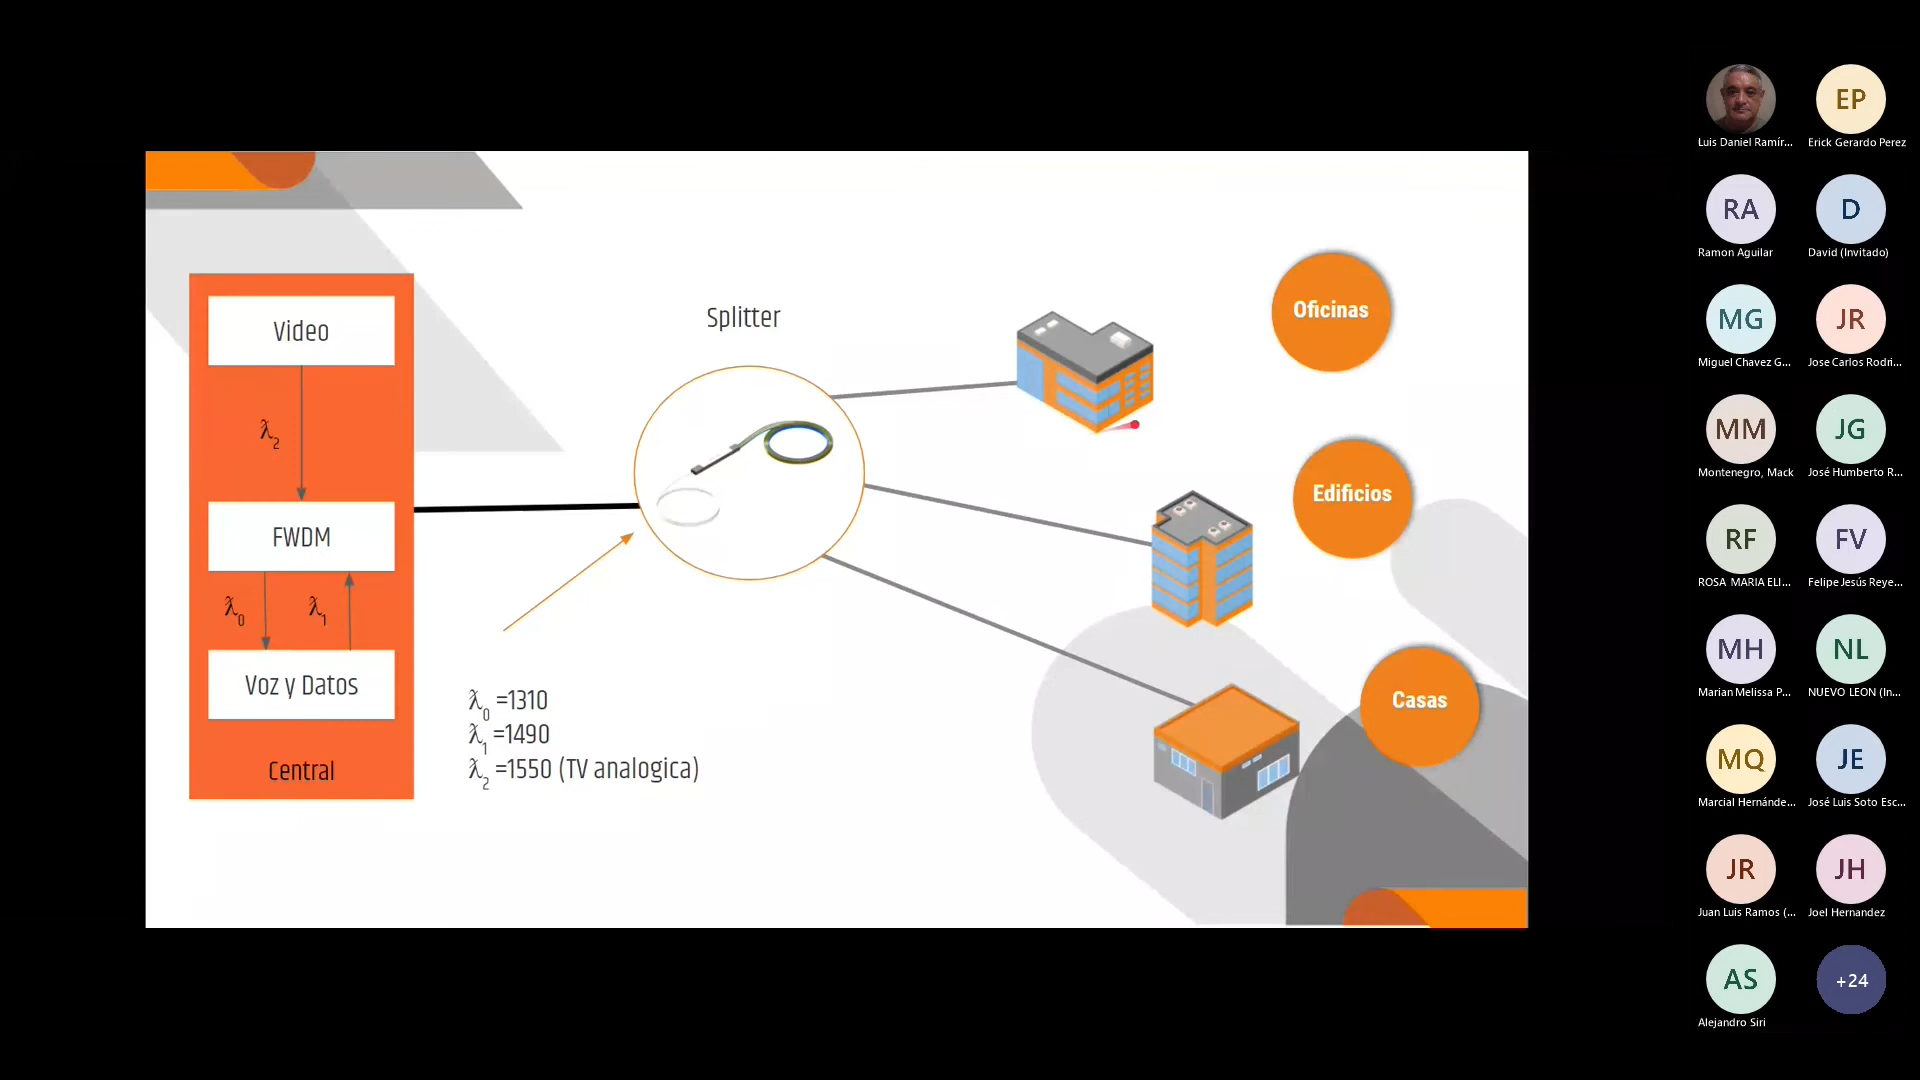 Video
λ2
FWDM
λ0
λ1
Voz y Datos
Central
Splitter
λ0 =1310
λ1 =1490
λ2 =1550 (TV analogica)
Oficinas
Edificios
Casas
Luis Daniel Ramír...
EP
Erick Gerardo Perez
RA
Ramon Aguilar
D
David (Invitado)
MG
Miguel Chavez G...
JR
Jose Carlos Rodri...
MM
Montenegro, Mack
JG
José Humberto R...
RF
ROSA MARIA ELI...
FV
Felipe Jesús Reye...
MH
Marian Melissa P...
NL
NUEVO LEON (In...
MQ
Marcial Hernánde...
JE
José Luis Soto Esc...
JR
Juan Luis Ramos (...
JH
Joel Hernandez
AS
Alejandro Siri
+24